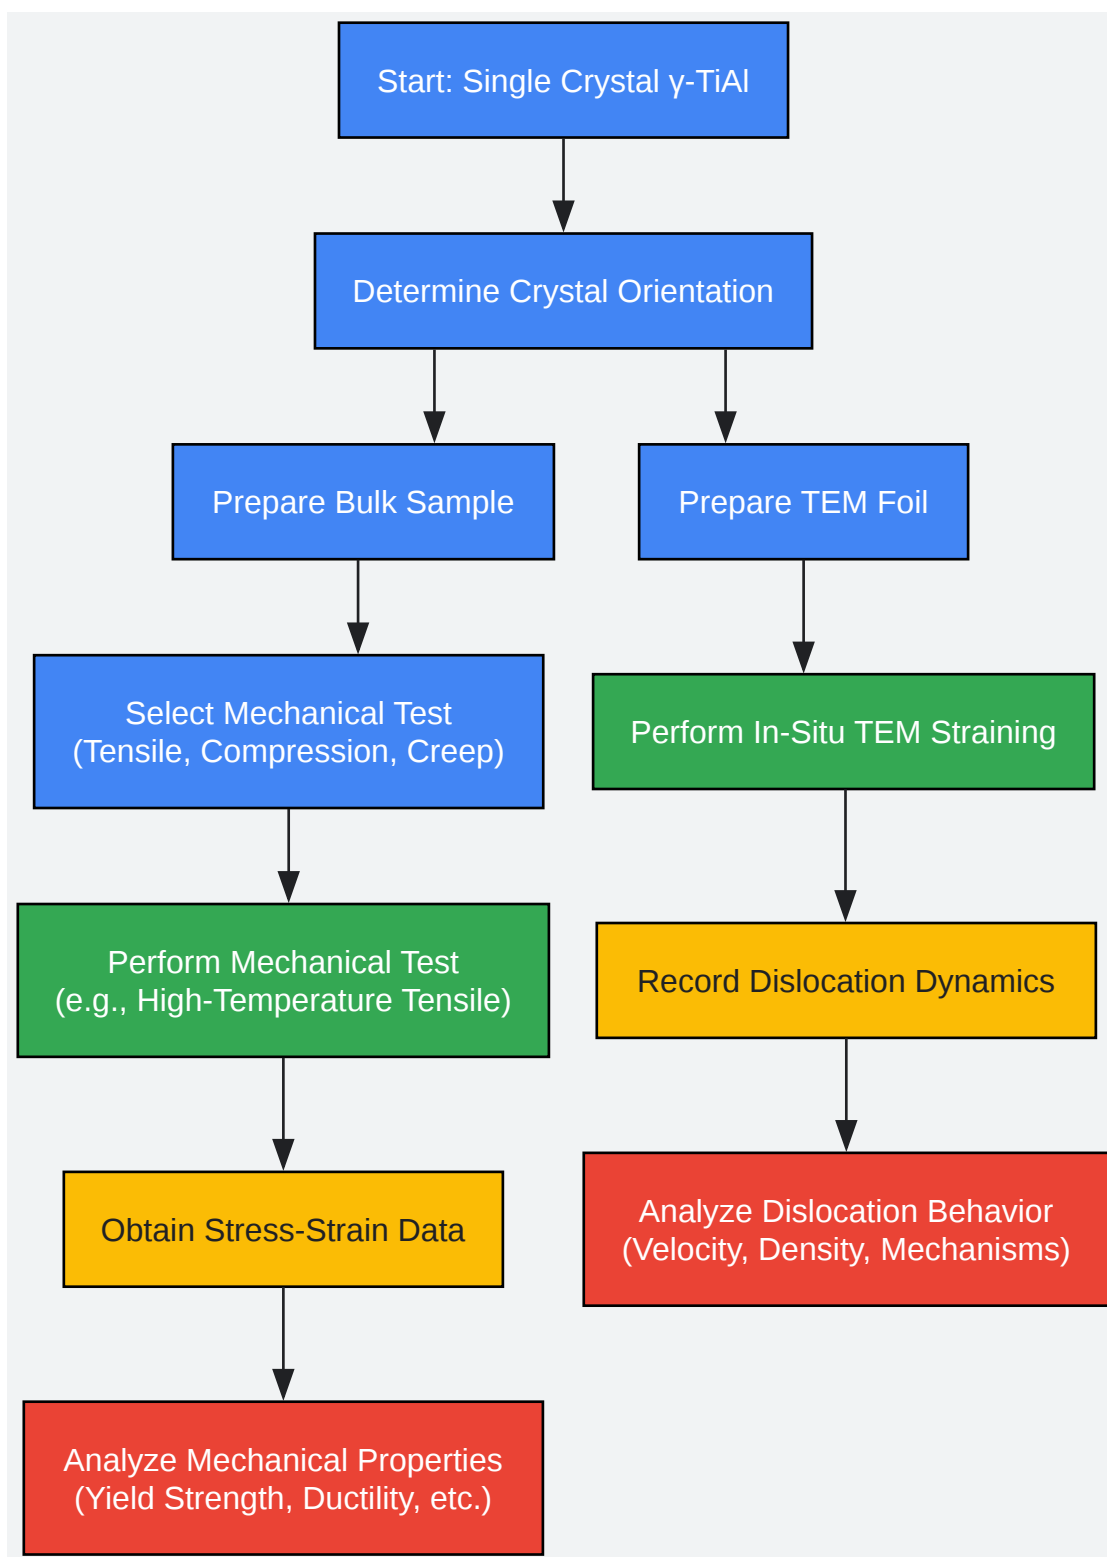 Start: Single Crystal γ-TiAl
Determine Crystal Orientation
Prepare Bulk Sample
Prepare TEM Foil
Select Mechanical Test
(Tensile, Compression, Creep)
Perform In-Situ TEM Straining
Perform Mechanical Test
(e.g., High-Temperature Tensile)
Record Dislocation Dynamics
Obtain Stress-Strain Data
Analyze Dislocation Behavior
(Velocity, Density, Mechanisms)
Analyze Mechanical Properties
(Yield Strength, Ductility, etc.)